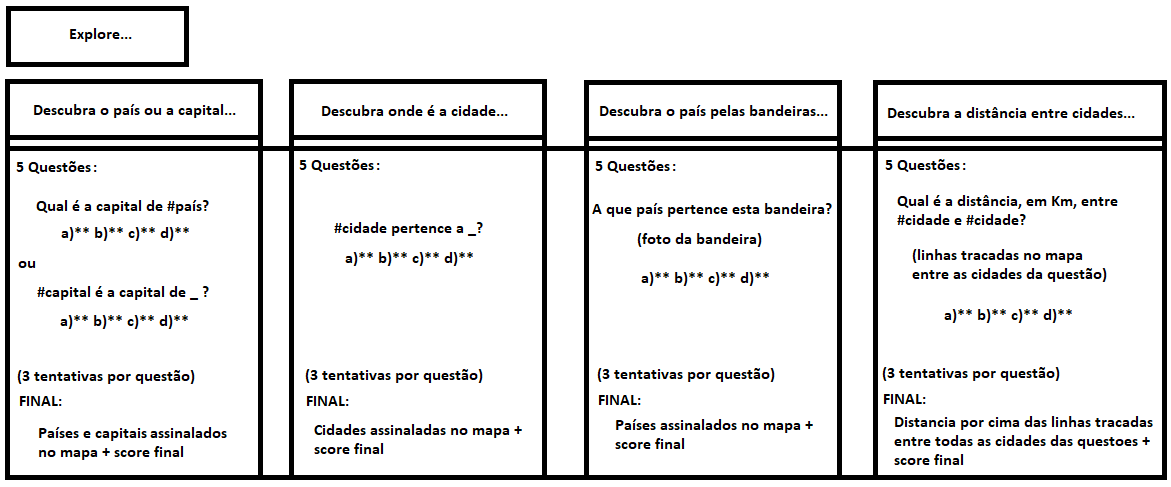 Explore...
Descubra o país ou a capital...
5 Questões:
Qual é a capital de #país?
a)** b)** c)** d)**
ou
#capital é a capital de _ ?
a)** b)** c)** d)**
(3 tentativas por questão)
FINAL:
Países e capitais assinalados
no mapa + score final
Descubra onde é a cidade...
5 Questões:
#cidade pertence a _?
a)** b)** c)** d)**
(3 tentativas por questão)
FINAL:
Cidades assinaladas no mapa +
score final
Descubra o país pelas bandeiras...
5 Questões:
A que país pertence esta bandeira?
(foto da bandeira)
a)** b)** c)** d)**
(3 tentativas por questão)
FINAL:
Países assinalados no mapa +
score final
Descubra a distância entre cidades...
5 Questões:
Qual é a distância, em Km, entre
#cidade e #cidade?
(linhas tracadas no mapa
entre as cidades da questão)
a)** b)** c)** d)**
(3 tentativas por questão)
FINAL:
Distancia por cima das linhas tracadas
entre todas as cidades das questoes +
score final